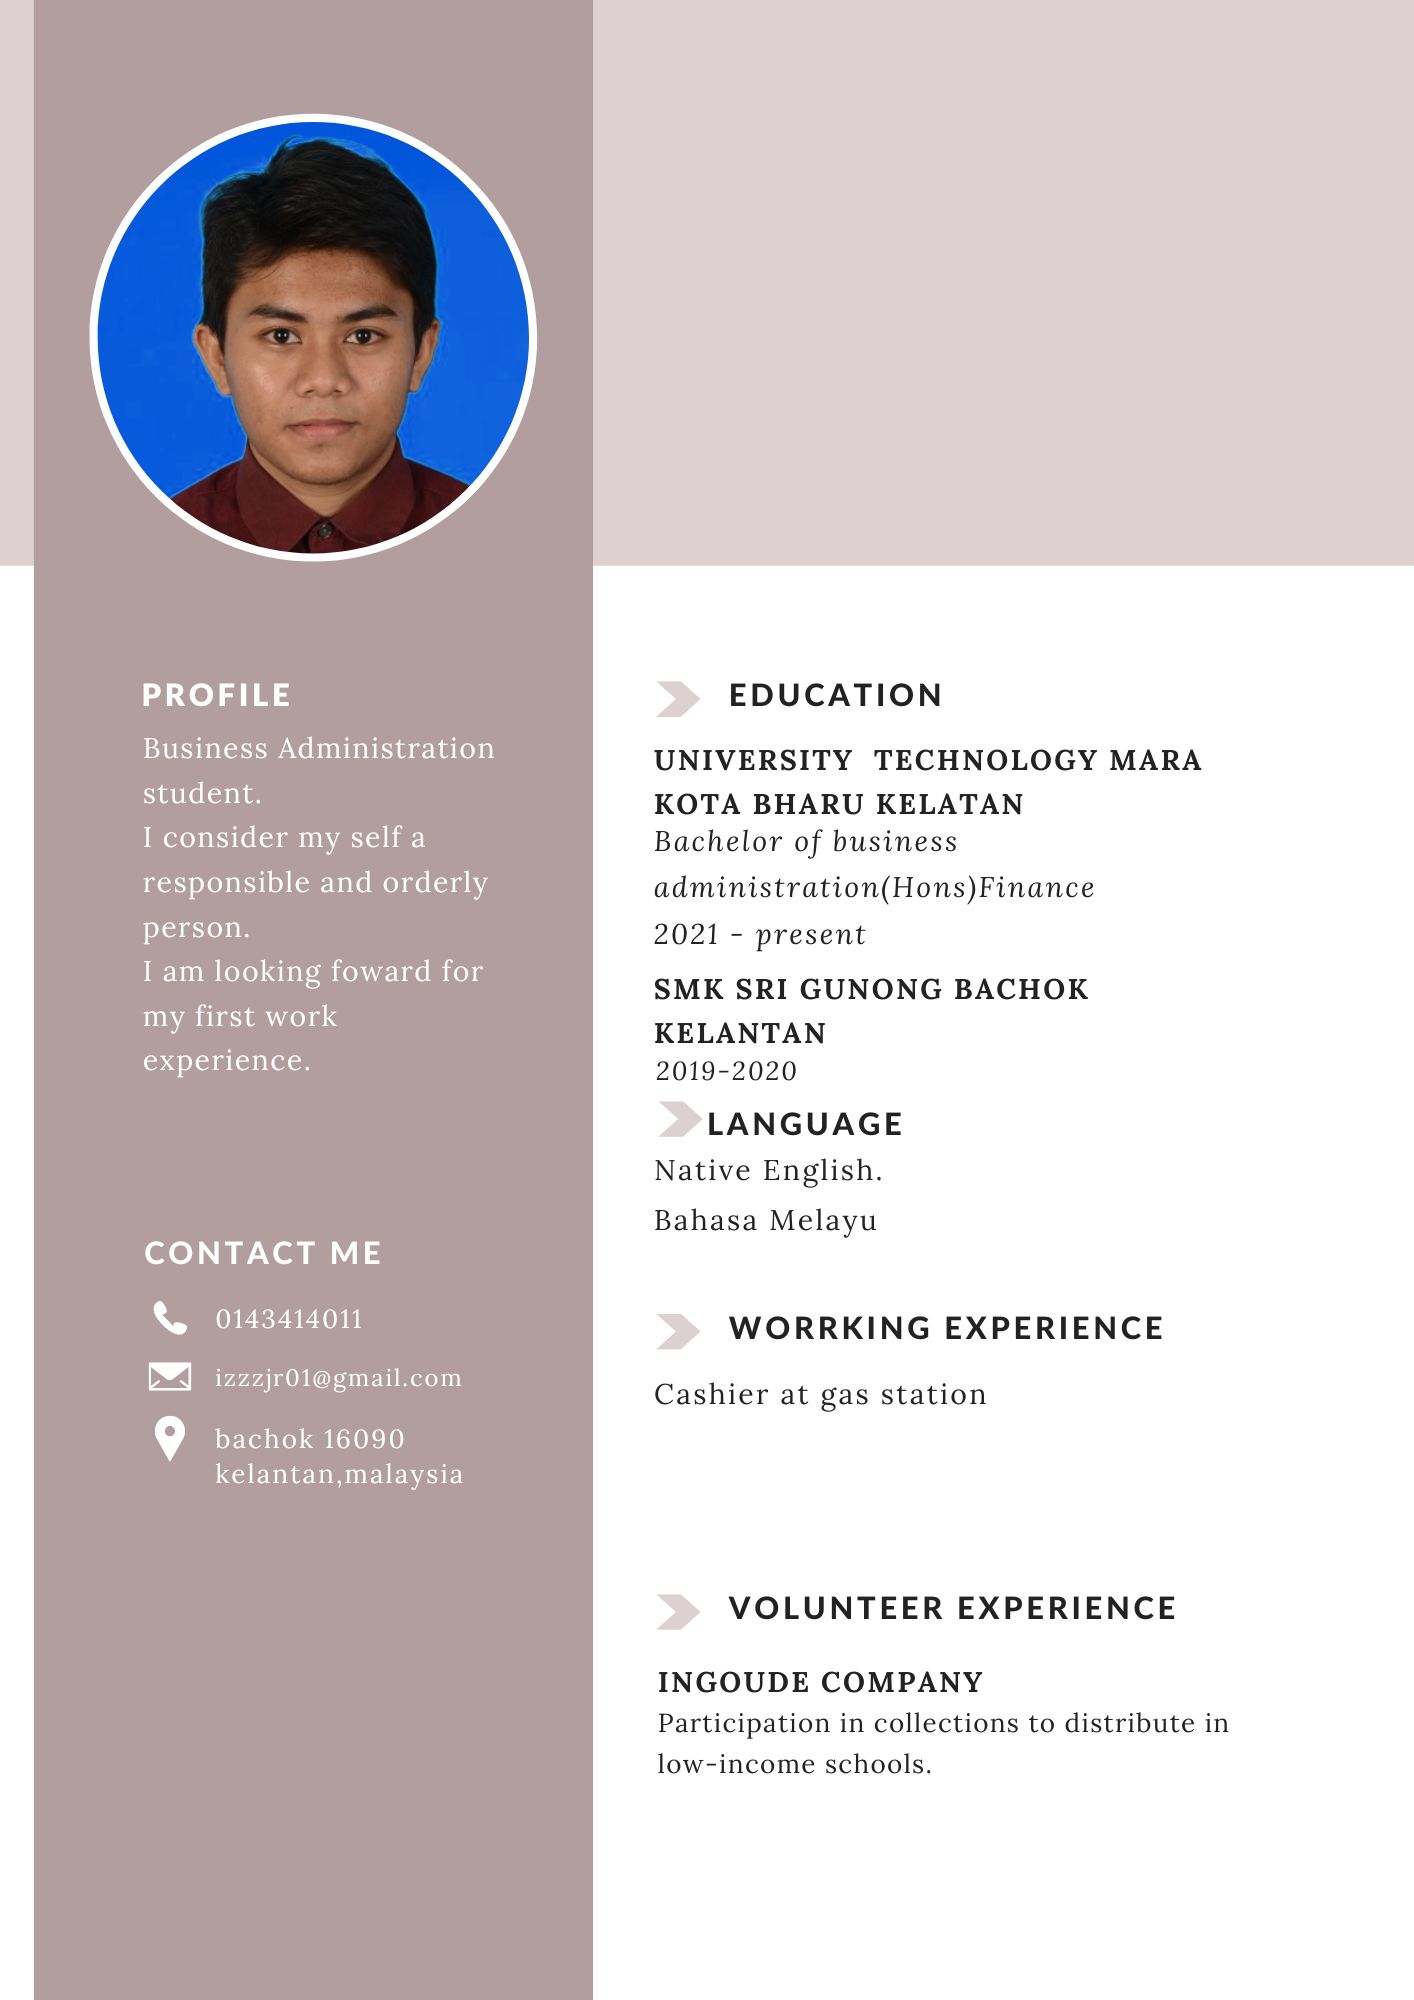 PROFILE
Business Administration
student.
I consider my self a
responsible and orderly
person.
I am looking foward for
my first work
experience.
CONTACT ME
0143414011
izzzjr01@gmail.com
bachok 16090
kelantan,malaysia
EDUCATION
UNIVERSITY TECHNOLOGY MARA
KOTA BHARU KELATAN
Bachelor of business
administration(Hons)Finance
2021 - present
SMK SRI GUNONG BACHOK
KELANTAN
2019-2020
LANGUAGE
Native English.
Bahasa Melayu
WORRKING EXPERIENCE
Cashier at gas station
VOLUNTEER EXPERIENCE
INGOUDE COMPANY
Participation in collections to distribute in
low-income schools.